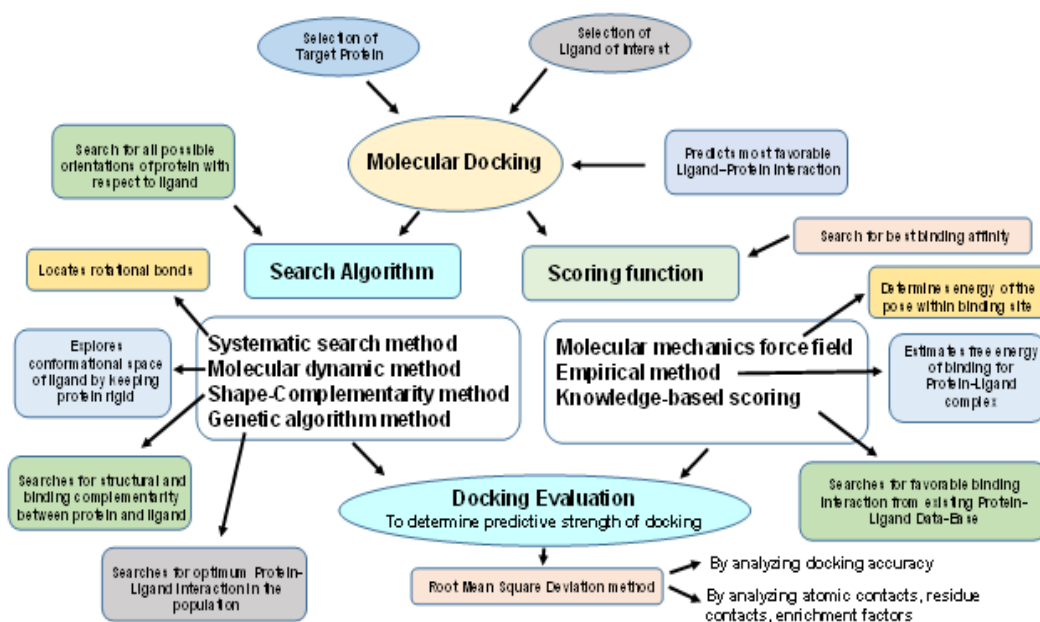 Selection of
Target Protein
Selection of
Ligand of Interest
Search for all possible
orientations of protein with
respect to ligand
Molecular Docking
Predicts most favorable
Ligand-Protein Interaction
Search for best binding affinity
Search Algorithm
Scoring function
Locates rotational bonds
Determines energy of the
pose within binding site
Explores
conformational space
of ligand by keeping
protein rigid
Systematic search method
Molecular dynamic method
Shape-Complementarity method
Genetic algorithm method
Molecular mechanics force field
Empirical method
Knowledge-based scoring
Estimates free energy
of binding for
Protein-Ligand
complex
Searches for structural and
binding complementarity
between protein and ligand
Docking Evaluation
To determine predictive strength of docking
Searches for favorable binding
interaction from existing Protein-
Ligand Data-Base
Searches for optimum Protein-
Ligand Interaction in the
population
Root Mean Square Deviation method
By analyzing docking accuracy
By analyzing atomic contacts, residue
contacts, enrichment factors